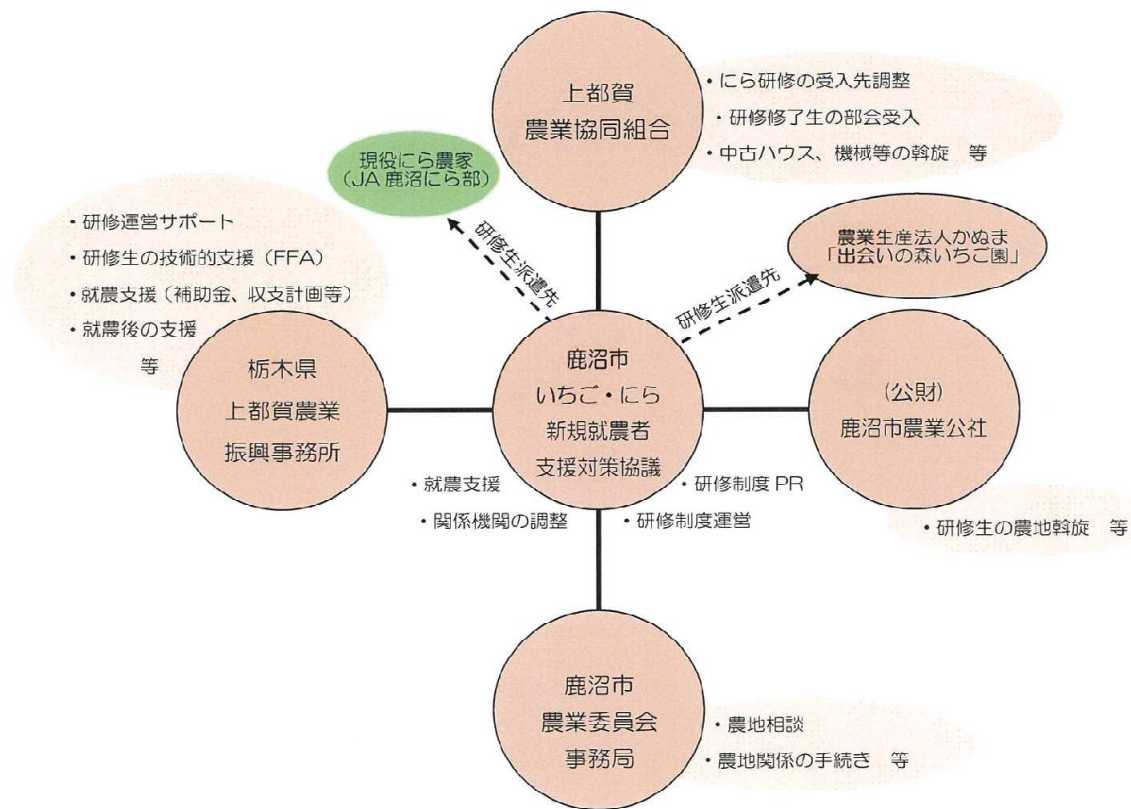 上都賀
農業協同組合
・にら研修の受入先調整
・研修修了生の部会受入
・中古ハウス、機械等の斡旋　等
現役にら農家
（JA 鹿沼にら部）
研修生派遣先
農業生産法人かぬま
「出会いの森いちご園」
研修生派遣先
・研修運営サポート
・研修生の技術的支援（FFA）
・就農支援（補助金、収支計画等）
・就農後の支援
等
栃木県
上都賀農業
振興事務所
鹿沼市
いちご・にら
新規就農者
支援対策協議
（公財）
鹿沼市農業公社
・就農支援
・関係機関の調整
・研修制度 PR
・研修制度運営
・研修生の農地斡旋　等
鹿沼市
農業委員会
事務局
・農地相談
・農地関係の手続き　等